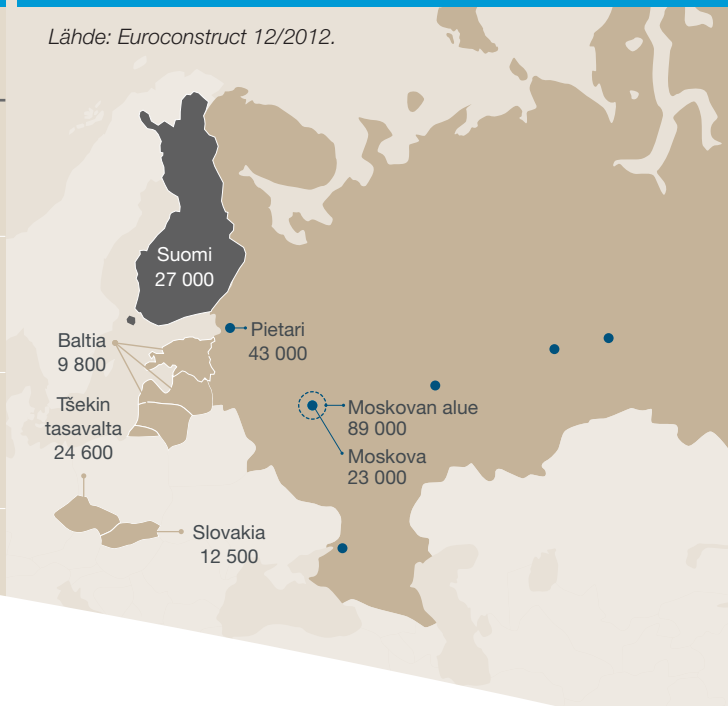 Lähde: Euroconstruct 12/2012.
Suomi
27 000
Pietari
43 000
Baltia
9 800
Moskovan alue
89 000
Tšekin
tasavalta
24 600
Moskova
23 000
Slovakia
12 500